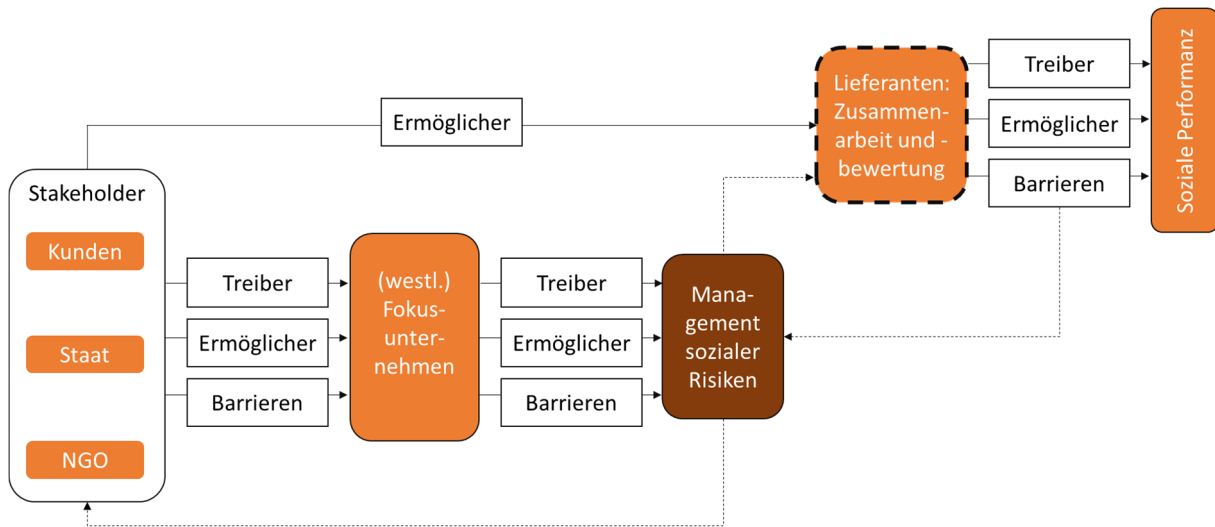 Stakeholder
Kunden
Staat
NGO
Ermöglicher
Treiber
Ermöglicher
Barrieren
(westl.)
Fokus-
unter-
nehmen
Treiber
Ermöglicher
Barrieren
Mana-
gement
sozialer
Risiken
Lieferanten:
Zusammen-
arbeit und -
bewertung
Treiber
Ermöglicher
Barrieren
Soziale Performanz